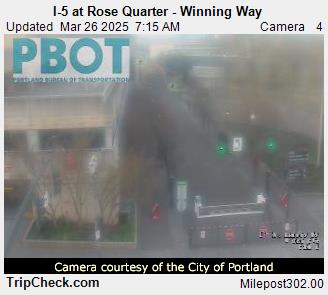 I-5 at Rose Quarter - Winning Way
Updated Mar 26 2025 7:15 AM Camera 4
PBOT
PORTLAND BUREAU OF TRANSPORTATION
Camera courtesy of the City of Portland
TripCheck.com Milepost302.00